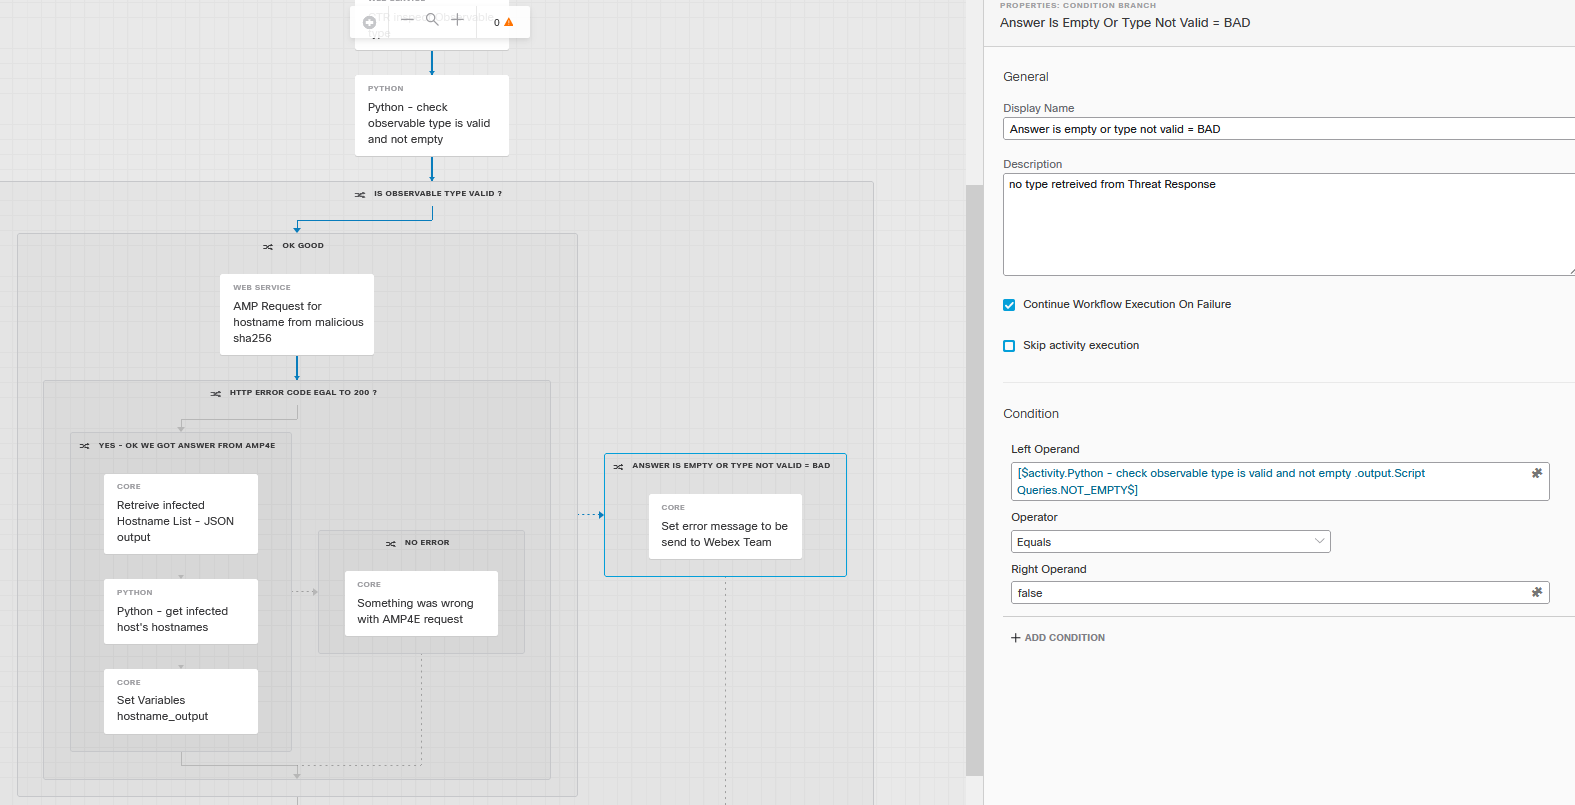 0
PYTHON
Python - check
observable type is valid
and not empty
IS OBSERVABLE TYPE VALID ?
OK GOOD
WEB SERVICE
AMP Request for
hostname from malicious
sha256
HTTP ERROR CODE EGAL TO 200 ?
YES - OK WE GOT ANSWER FROM AMP4E
CORE
Retreive infected
Hostname List - JSON
output
PYTHON
Python - get infected
host's hostnames
CORE
Set Variables
hostname_output
NO ERROR
CORE
Something was wrong
with AMP4E request
ANSWER IS EMPTY OR TYPE NOT VALID = BAD
CORE
Set error message to be
send to Webex Team
PROPERTIES: CONDITION BRANCH
Answer Is Empty Or Type Not Valid = BAD
General
Display Name
Answer is empty or type not valid = BAD
Description
no type retreived from Threat Response
Continue Workflow Execution On Failure
Skip activity execution
Condition
Left Operand
[$activity.Python - check observable type is valid and not empty .output.Script
Queries.NOT_EMPTY$]
Operator
Equals
Right Operand
false
ADD CONDITION